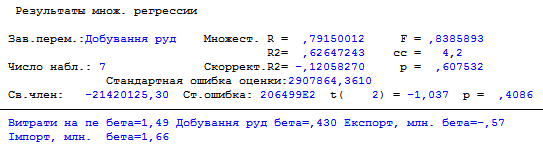 Результаты множ. регрессии
Зав.перем.:Добування руд Множест. R = ,79150012 F = ,8385893
R2= ,62647243 сс = 4,2
Число набл.: 7 Скоррект.R2= -,12058270 p = ,607532
Стандартная ошибка оценки:2907864,3610
Св.член: -21420125,30 Ст.ошибка: 206499E2 t( 2) = -1,037 p = ,4086
Витрати на пе бета=1,49 Добування руд бета=,430 Експорт, млн. бета=-,57
Імпорт, млн. бета=1,66